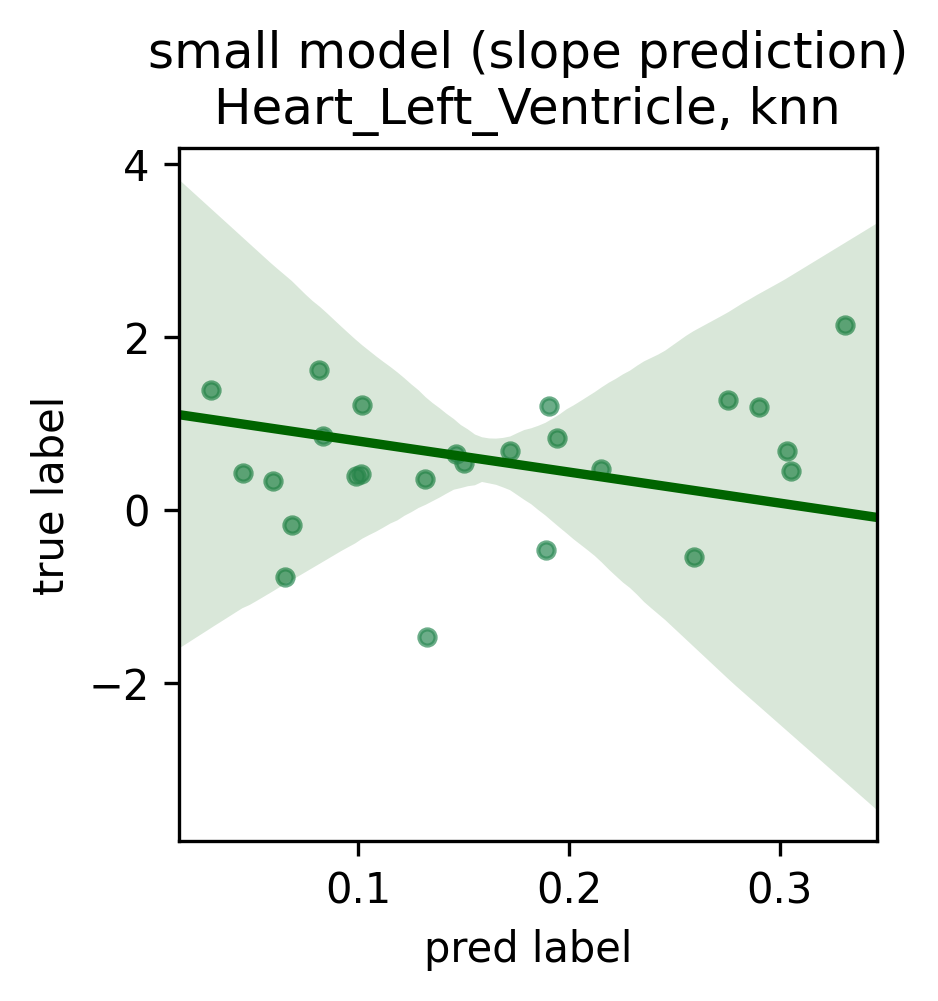 small model (slope prediction)
Heart_Left_Ventricle, knn
4
2
0
−2
true label
0.1
0.2
0.3
pred label